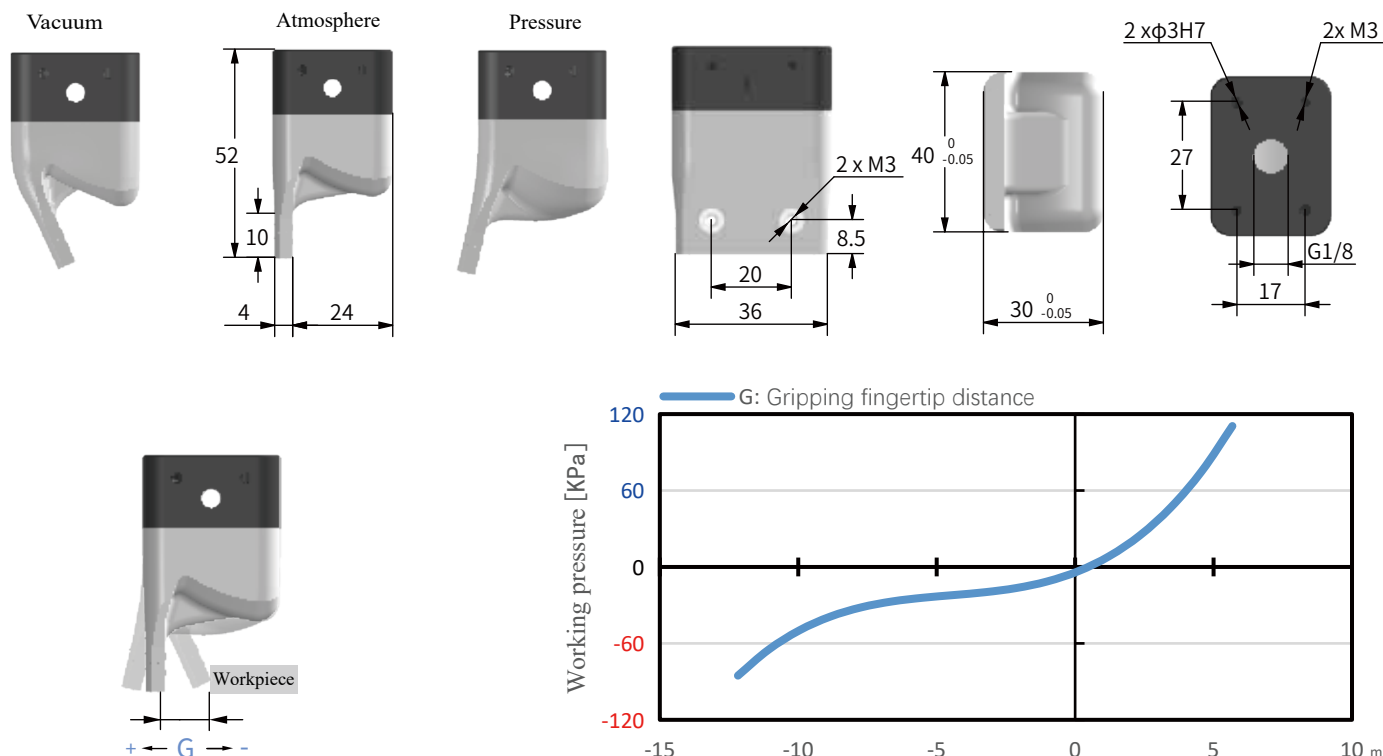 Vacuum
Atmosphere
Pressure
2 xφ3H7
2x M3
52
10
4
24
2 x M3
8.5
20
36
40 0 -0.05
30 0 -0.05
27
G1/8
17
G: Gripping fingertip distance
Working pressure [KPa]
120
60
0
-60
-120
-15
-10
-5
0
5
10 m
Workpiece
+ G -